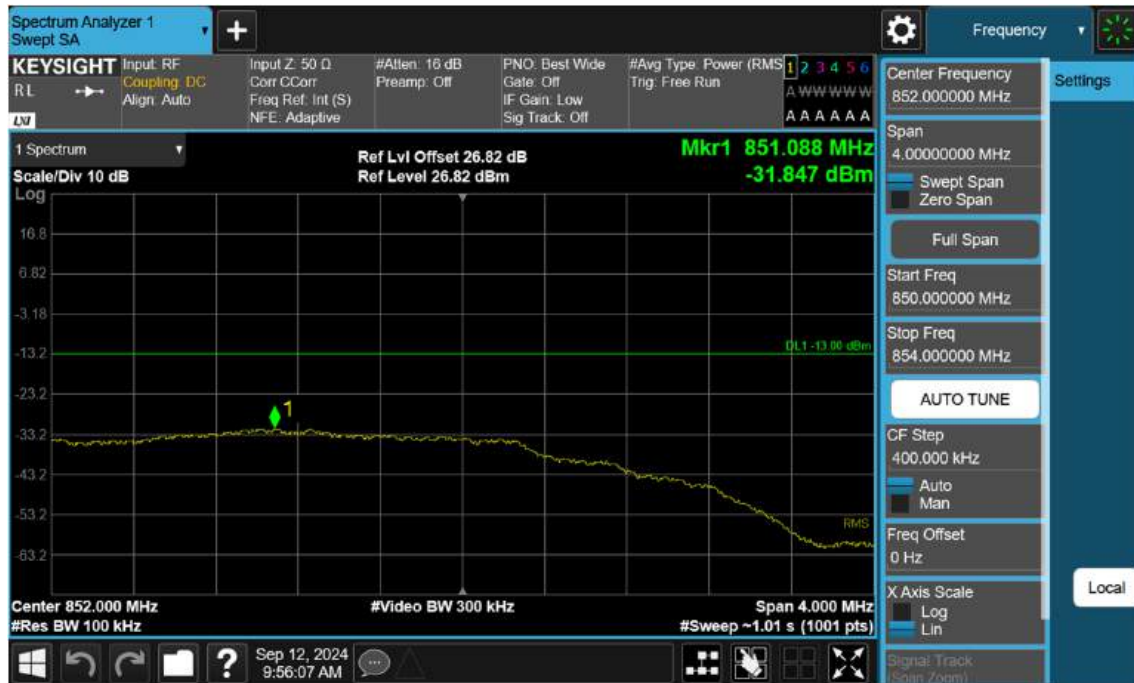 Spectrum Analyzer 1
Swept SA
Frequency
KEYSIGHT
RL
LXI
Input: RF
Coupling: DC
Align: Auto
Input Z: 50 Ω
Corr CCorr
Freq Ref: Int (S)
NFE: Adaptive
#Atten: 16 dB
Preamp: Off
PNO: Best Wide
Gate: Off
IF Gain: Low
Sig Track: Off
#Avg Type: Power (RMS
Trig: Free Run
1 2 3 4 5 6
A W W W W W
A A A A A A
1 Spectrum
Scale/Div 10 dB
Ref Lvl Offset 26.82 dB
Ref Level 26.82 dBm
Mkr1 851.088 MHz
-31.847 dBm
Log
16.8
6.82
-3.18
-13.2
-23.2
-33.2
-43.2
-53.2
-63.2
DL1 -13.00 dBm
1
RMS
Center 852.000 MHz
#Res BW 100 kHz
#Video BW 300 kHz
Span 4.000 MHz
#Sweep ~1.01 s (1001 pts)
Center Frequency
852.000000 MHz
Span
4.00000000 MHz
Swept Span
Zero Span
Full Span
Start Freq
850.000000 MHz
Stop Freq
854.000000 MHz
AUTO TUNE
CF Step
400.000 kHz
Auto
Man
Freq Offset
0 Hz
X Axis Scale
Log
Lin
Signal Track
(Span Zoom)
Settings
Local
?
Sep 12, 2024
9:56:07 AM